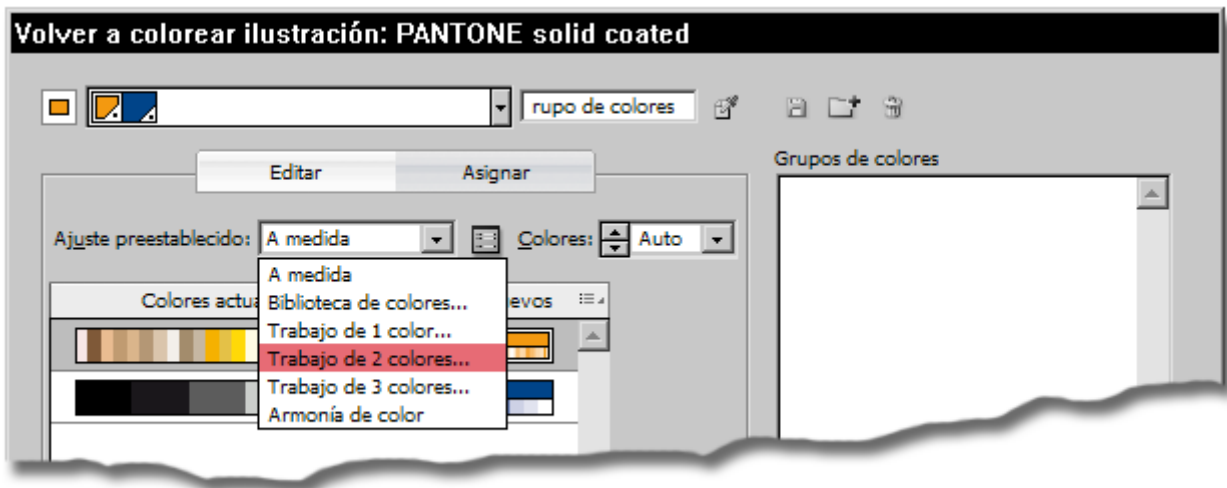 Volver a colorear ilustración: PANTONE solid coated
rupo de colores
Editar
Asignar
Grupos de colores
Ajuste preestablecido:
A medida
Colores:
Auto
A medida
Biblioteca de colores...
Trabajo de 1 color...
Trabajo de 2 colores...
Trabajo de 3 colores...
Armonía de color
Colores actua
evos